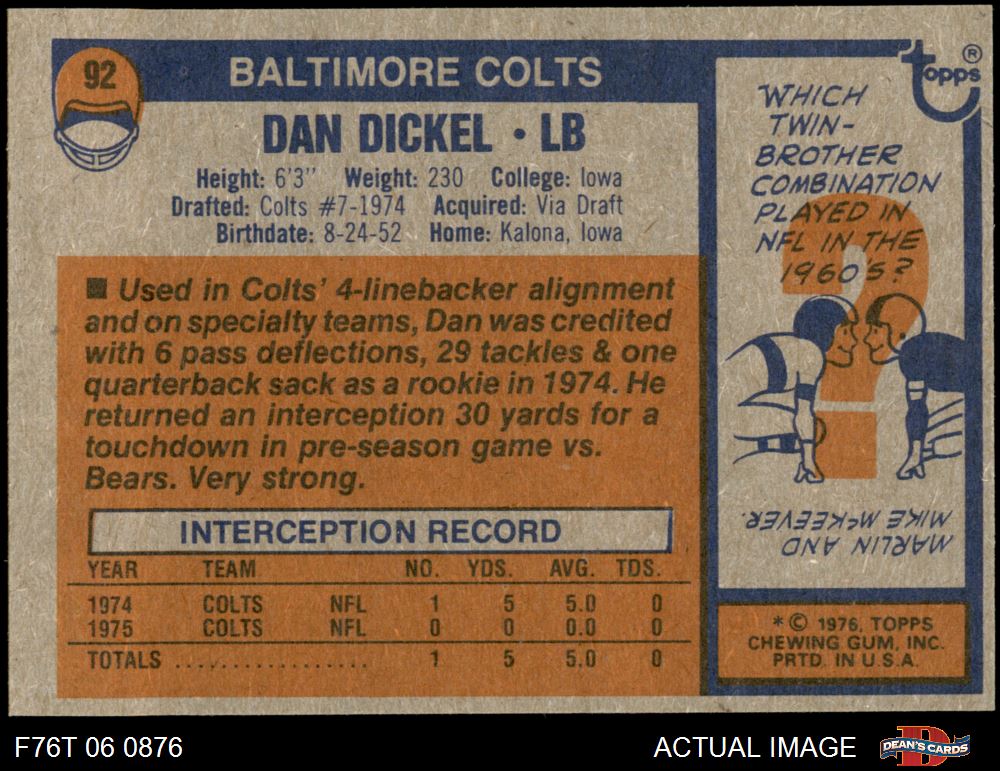 92
BALTIMORE COLTS
DAN DICKEL • LB
Height: 6'3" Weight: 230 College: Iowa
Drafted: Colts #7-1974 Acquired: Via Draft
Birthdate: 8-24-52 Home: Kalona, Iowa
■ Used in Colts' 4-linebacker alignment
and on specialty teams, Dan was credited
with 6 pass deflections, 29 tackles & one
quarterback sack as a rookie in 1974. He
returned an interception 30 yards for a
touchdown in pre-season game vs.
Bears. Very strong.
INTERCEPTION RECORD
YEAR TEAM NO. YDS. AVG. TDS.
1974 COLTS NFL 1 5 5.0 0
1975 COLTS NFL 0 0 0.0 0
TOTALS .................. 1 5 5.0 0
topps®
WHICH
TWIN-
BROTHER
COMBINATION
PLAYED IN
NFL IN THE
1960'S?
?
MARLIN AND
MIKE McKEEVER.
*© 1976, TOPPS
CHEWING GUM, INC.
PRTD. IN U.S.A.
F76T 06 0876
ACTUAL IMAGE
D
DEAN'S CARDS